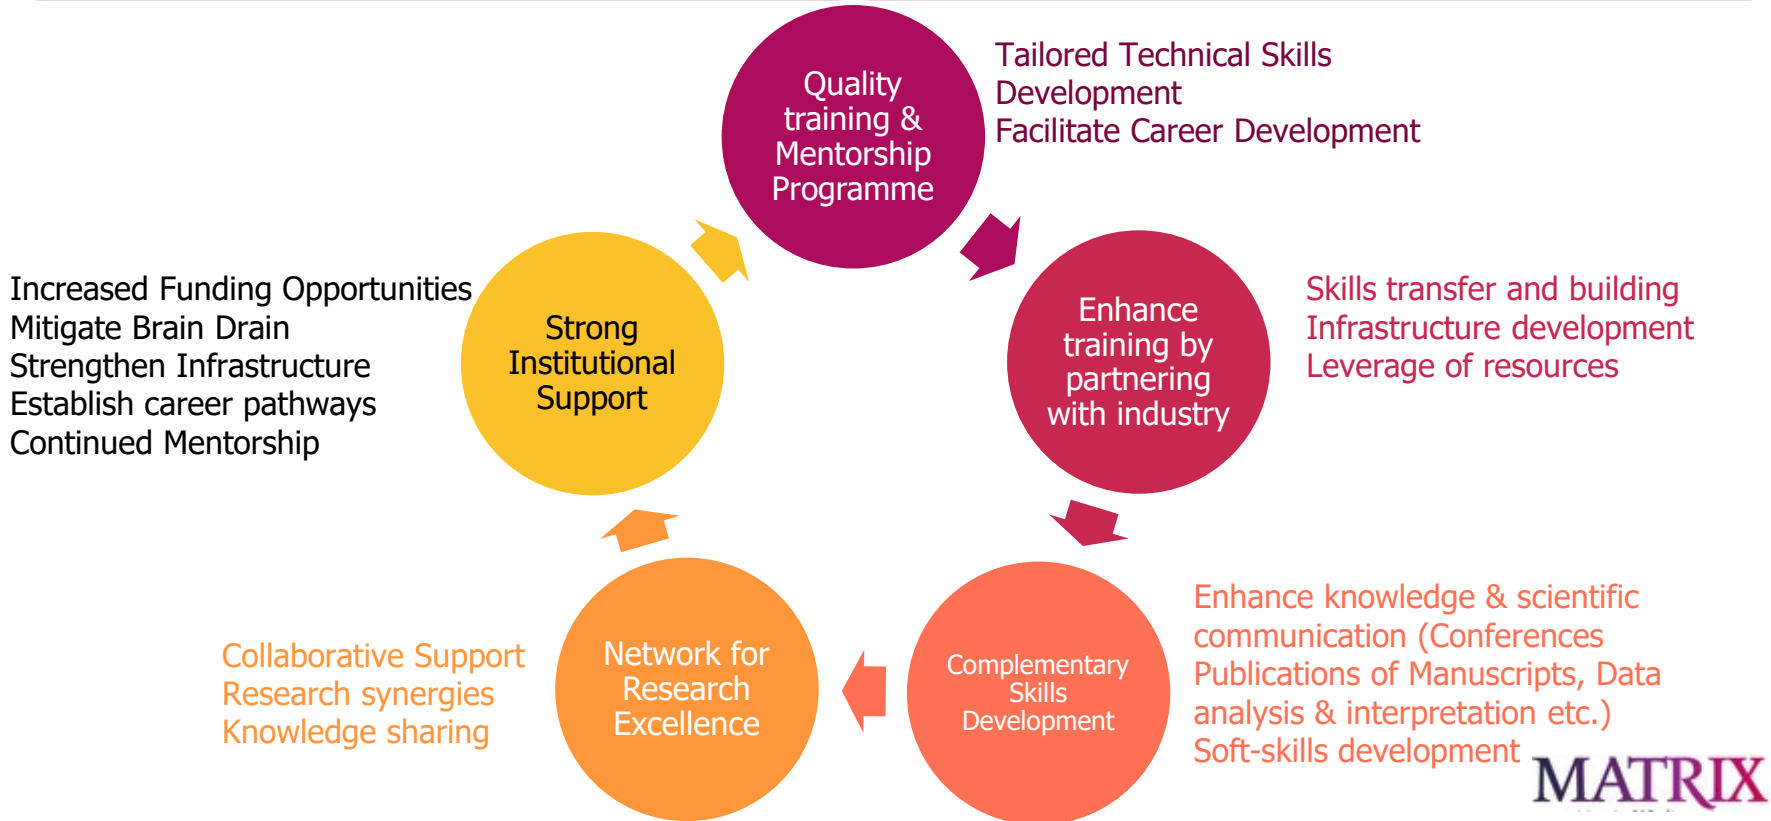 Quality
training &
Mentorship
Programme
Tailored Technical Skills
Development
Facilitate Career Development
Enhance
training by
partnering
with industry
Skills transfer and building
Infrastructure development
Leverage of resources
Complementary
Skills
Development
Enhance knowledge & scientific
communication (Conferences
Publications of Manuscripts, Data
analysis & interpretation etc.)
Soft-skills development
Network for
Research
Excellence
Collaborative Support
Research synergies
Knowledge sharing
Strong
Institutional
Support
Increased Funding Opportunities
Mitigate Brain Drain
Strengthen Infrastructure
Establish career pathways
Continued Mentorship
MATRIX